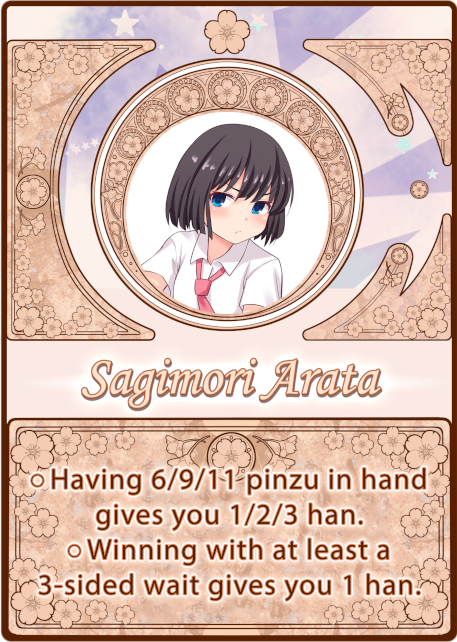 Sagimori Arata
○Having 6/9/11 pinzu in hand
gives you 1/2/3 han.
○Winning with at least a
3-sided wait gives you 1 han.